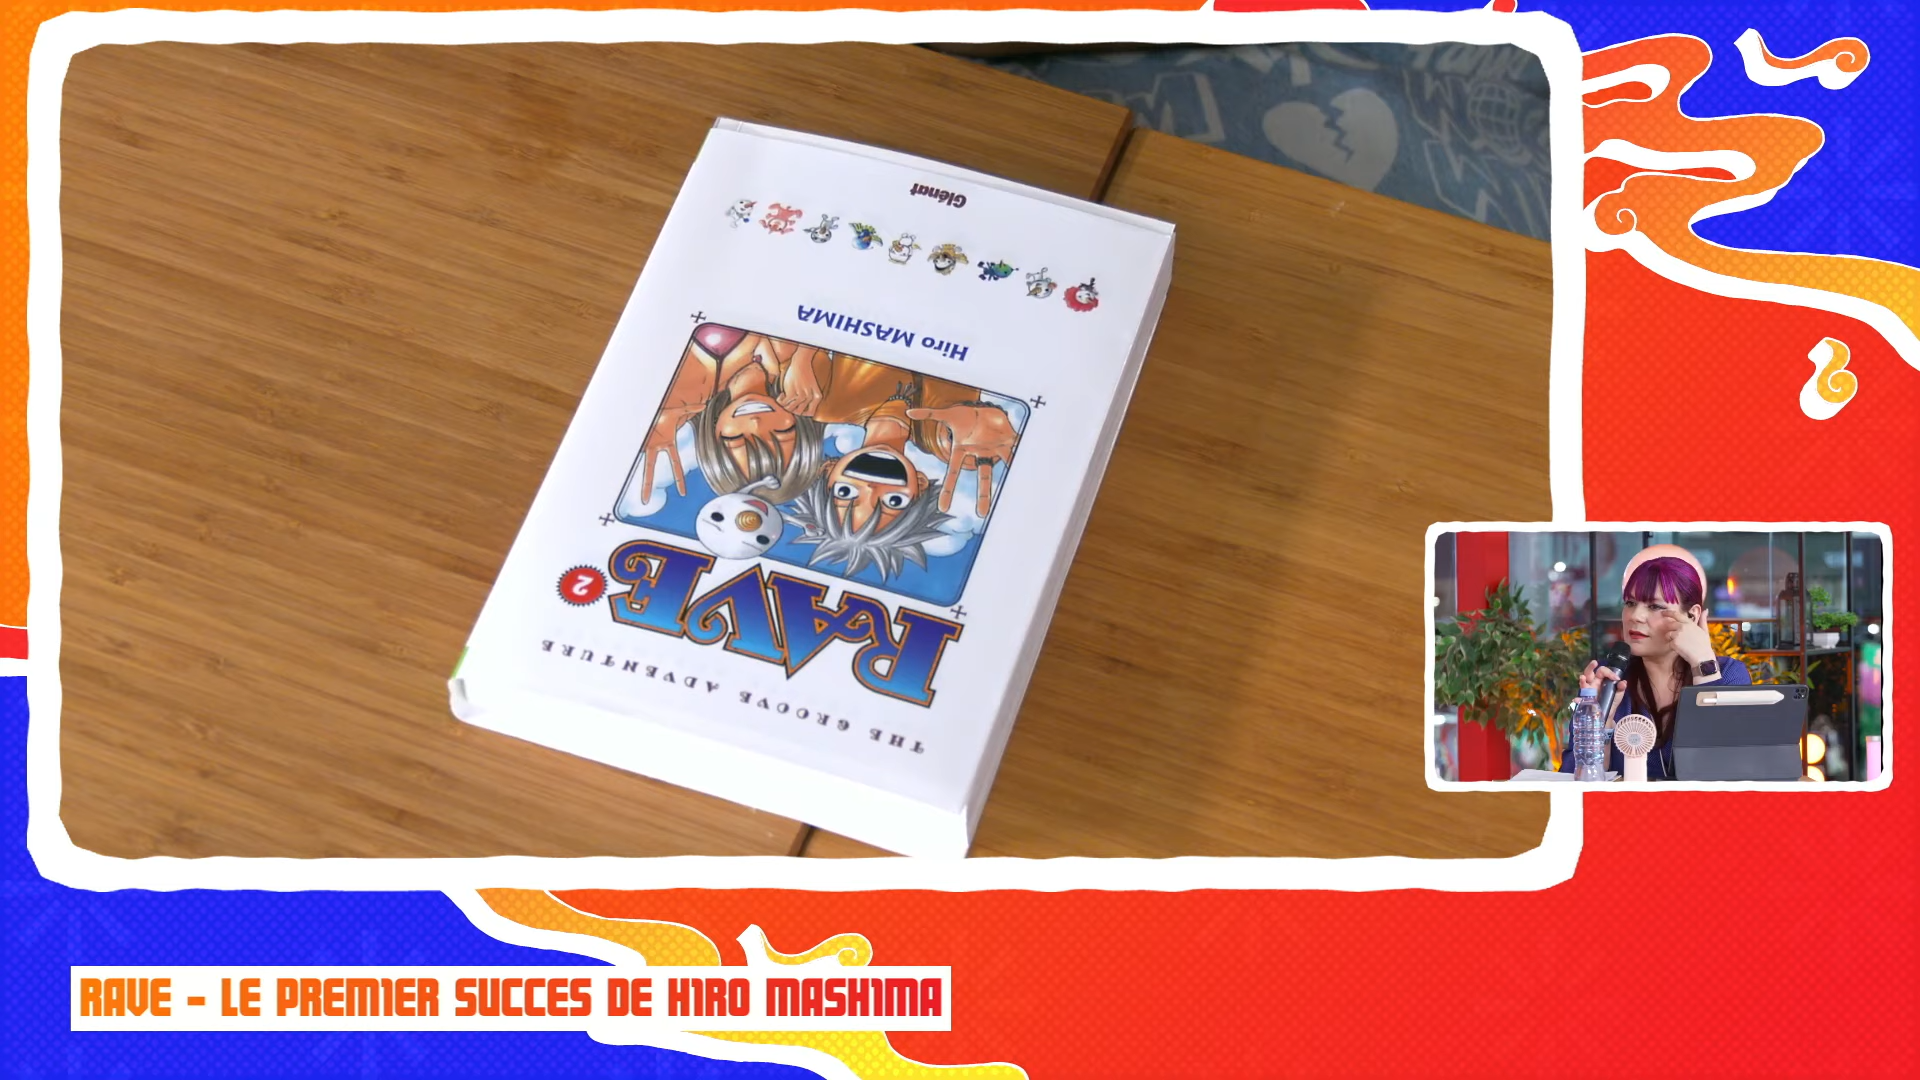 THE GROOVE ADVENTURE
RAVE
2
Hiro MASHIMA
Glénat
RAVE - LE PREMIER SUCCES DE HIRO MASHIMA